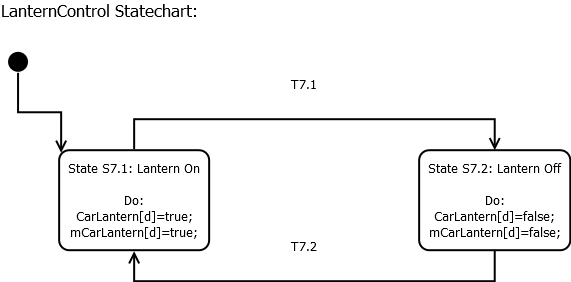 LanternControl Statechart:
T7.1
State S7.1: Lantern On
Do:
CarLantern[d]=true;
mCarLantern[d]=true;
State S7.2: Lantern Off
Do:
CarLantern[d]=false;
mCarLantern[d]=false;
T7.2